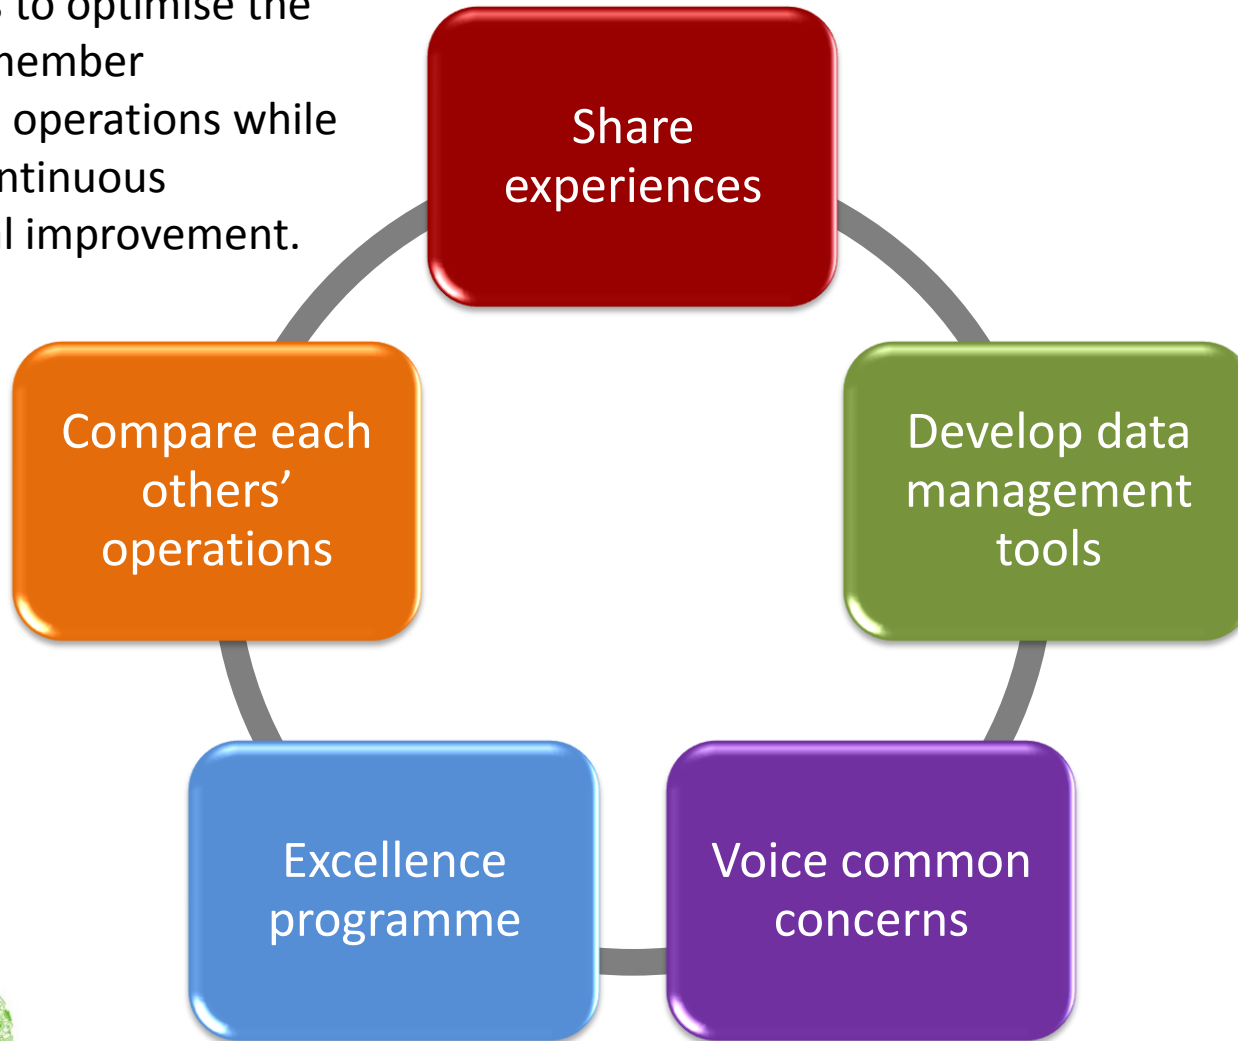 to optimise the
member
operations while
continuous
improvement.
Share
experiences
Develop data
management
tools
Voice common
concerns
Excellence
programme
Compare each
others’
operations